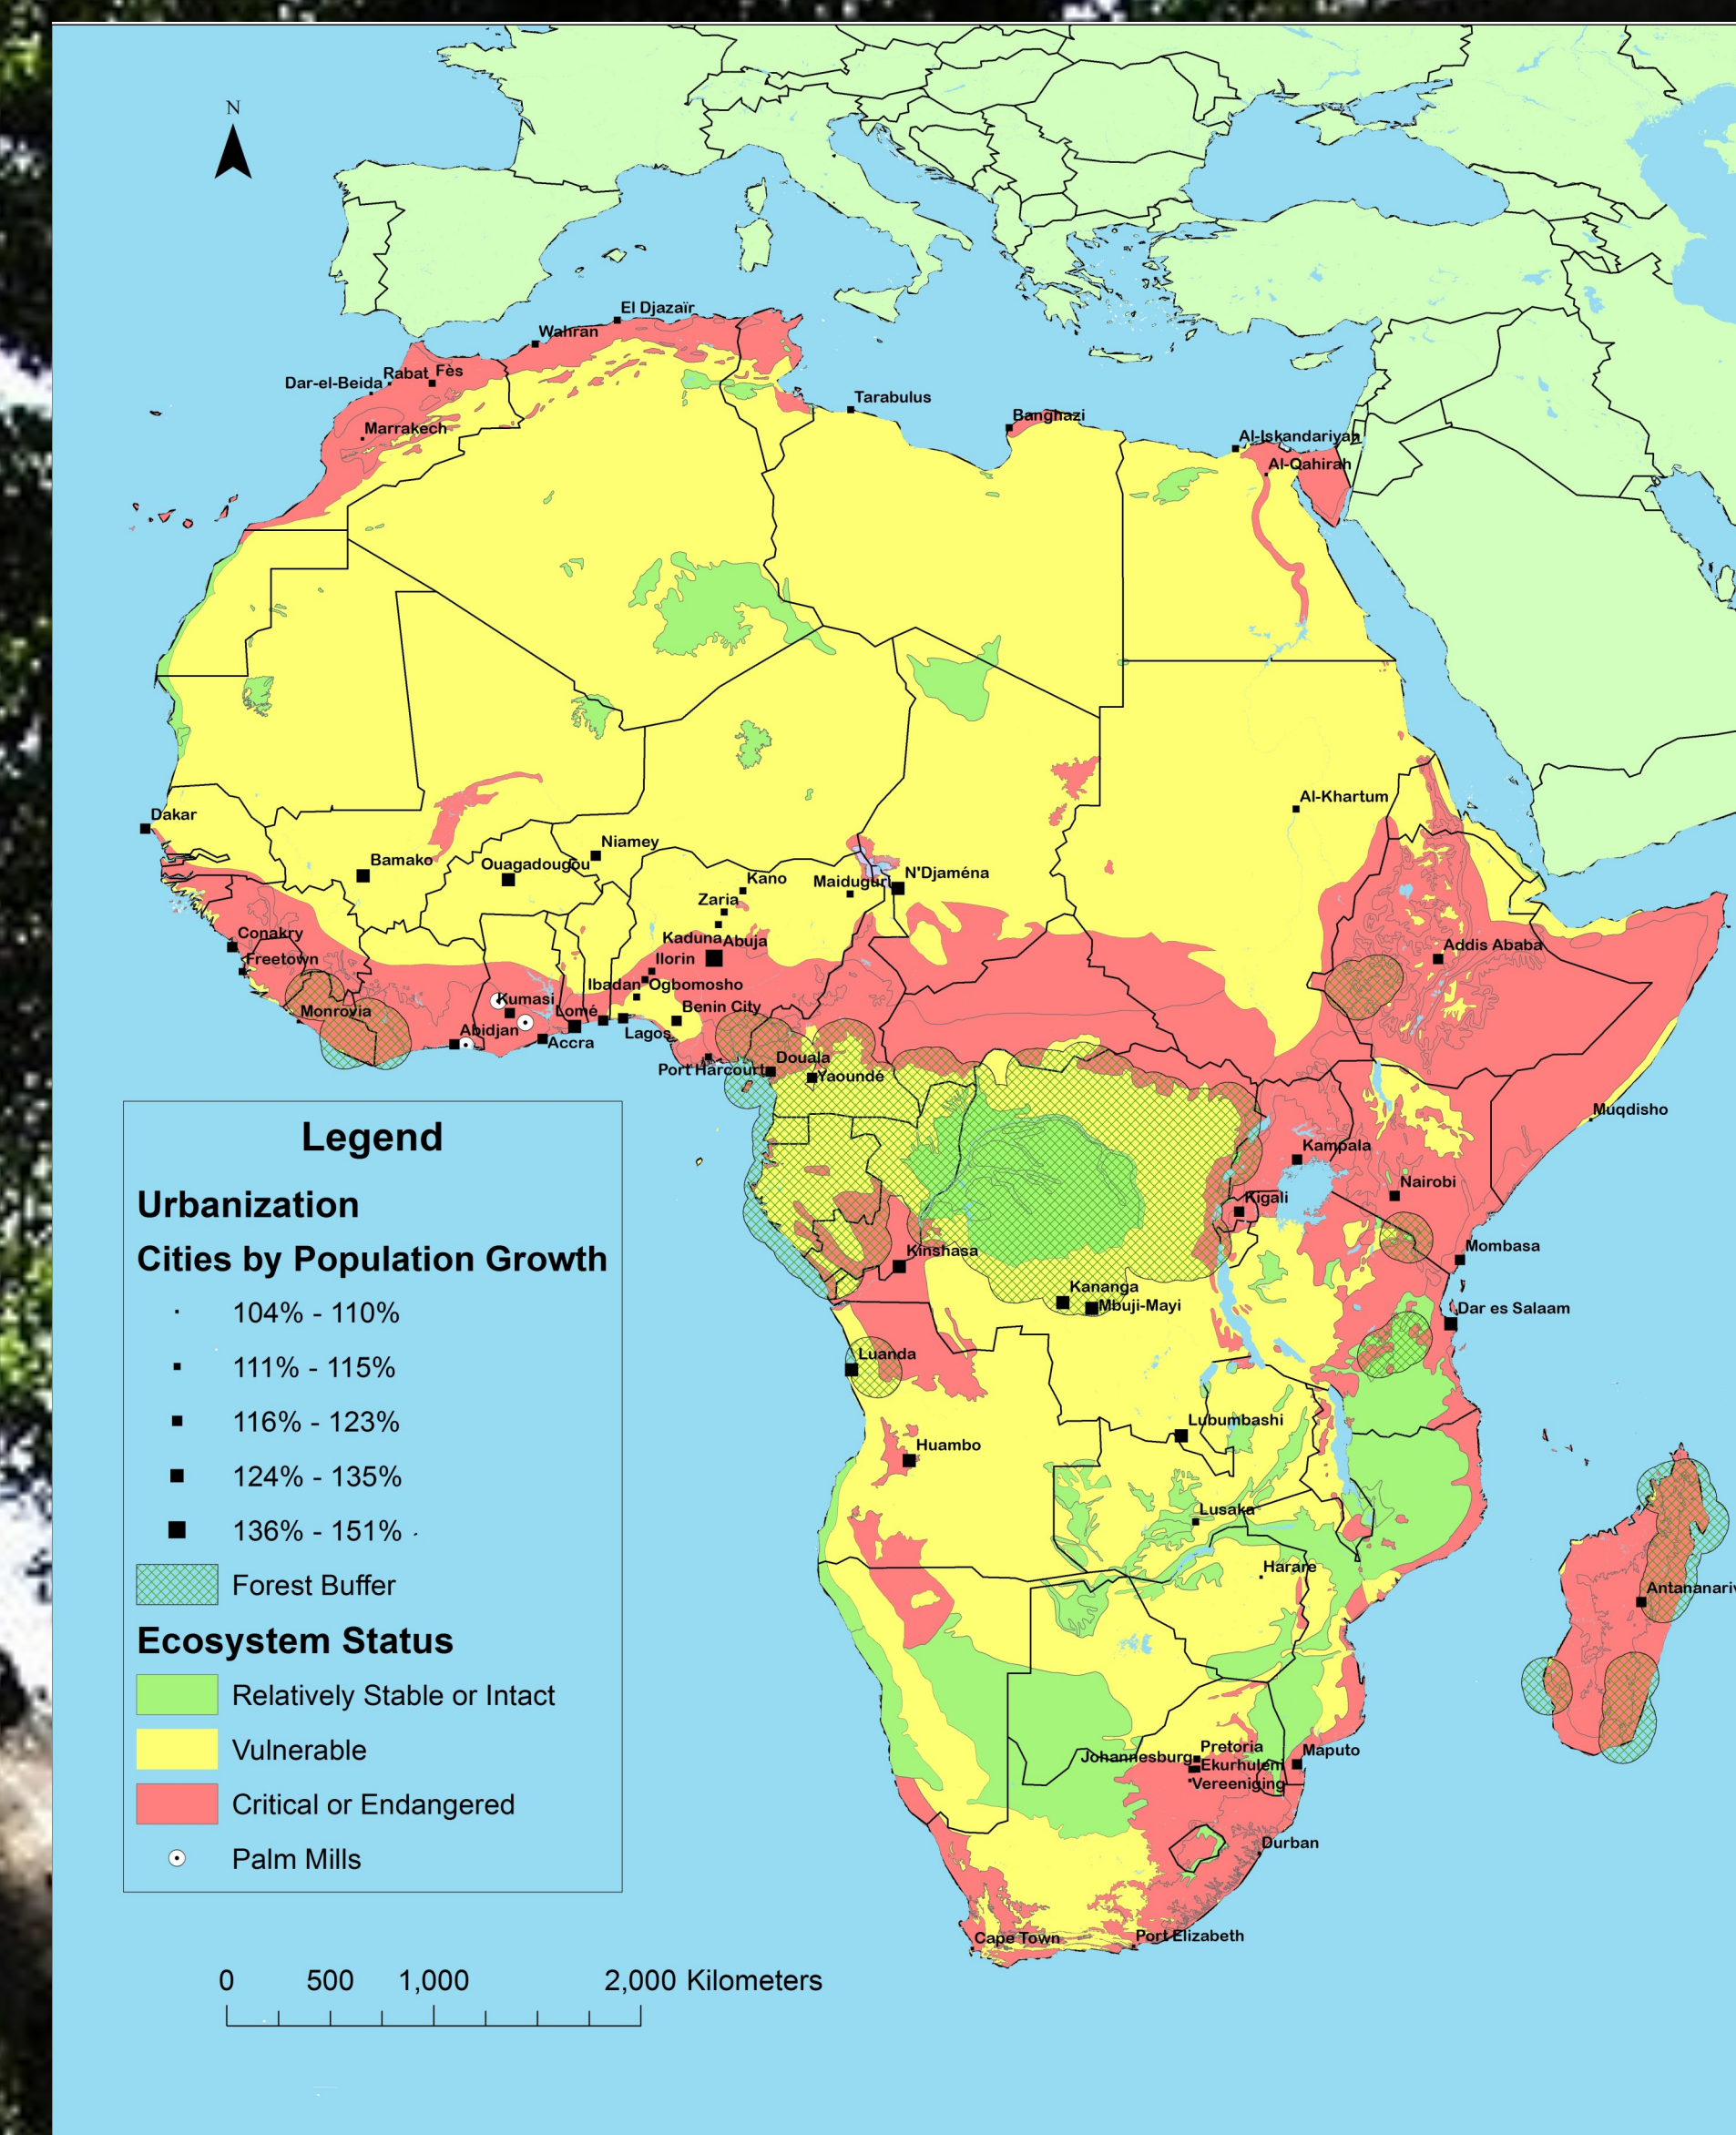 N
El Djazaïr
Wahran
Rabat Fès
Dar-el-Beida
Tarabulus
Marrakech
Banghazi
Al-Iskandariyah
Al-Qahirah
Al-Khartum
Dakar
Niamey
Bamako
Ouagadougou
N'Djaména
Kano
Maiduguri
Zaria
Conakry
Kaduna Abuja
Addis Ababa
Freetown
Ilorin
Ibadan Ogbomosho
Kumasi
Benin City
Monrovia
Lomé
Abidjan
Lagos
Accra
Douala
Port Harcourt
Yaoundé
Muqdisho
Kampala
Nairobi
Kigali
Mombasa
Kinshasa
Kananga
Mbuji-Mayi
Dar es Salaam
Luanda
Lubumbashi
Huambo
Lusaka
Harare
Antananariv
Pretoria
Maputo
Johannesburg
Ekurhuleni
Vereeniging
Durban
Port Elizabeth
Cape Town
Legend
Urbanization
Cities by Population Growth
104% - 110%
111% - 115%
116% - 123%
124% - 135%
136% - 151%
Forest Buffer
Ecosystem Status
Relatively Stable or Intact
Vulnerable
Critical or Endangered
Palm Mills
0 500 1,000 2,000 Kilometers